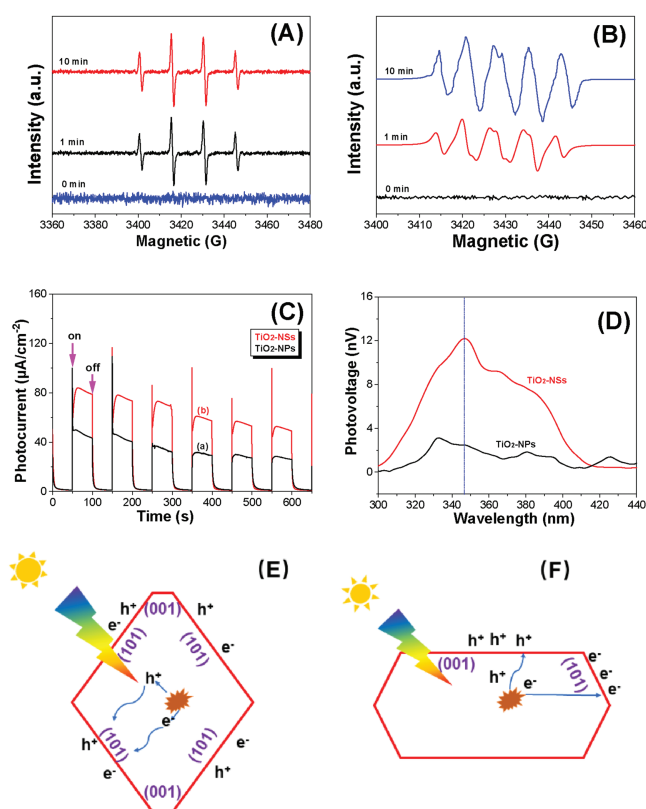 (A)
10 min
1 min
0 min
Intensity (a.u.)
3360 3380 3400 3420 3440 3460 3480
Magnetic (G)
(B)
10 min
1 min
0 min
Intensity (a.u.)
3400 3410 3420 3430 3440 3450 3460
Magnetic (G)
(C)
160
120
80
40
0
Photocurrent (μA/cm⁻²)
on
off
TiO₂-NSs
TiO₂-NPs
(b)
(a)
0 100 200 300 400 500 600
Time (s)
(D)
16
12
8
4
0
Photovoltage (nV)
TiO₂-NSs
TiO₂-NPs
300 320 340 360 380 400 420 440
Wavelength (nm)
(E)
h⁺ (001) h⁺
e⁻ (101) (101) e⁻
h⁺
e⁻
h⁺ (101) (101) e⁻
e⁻ (001) h⁺
(F)
h⁺ h⁺ h⁺
(001) (101) e⁻
h⁺ e⁻
e⁻ e⁻